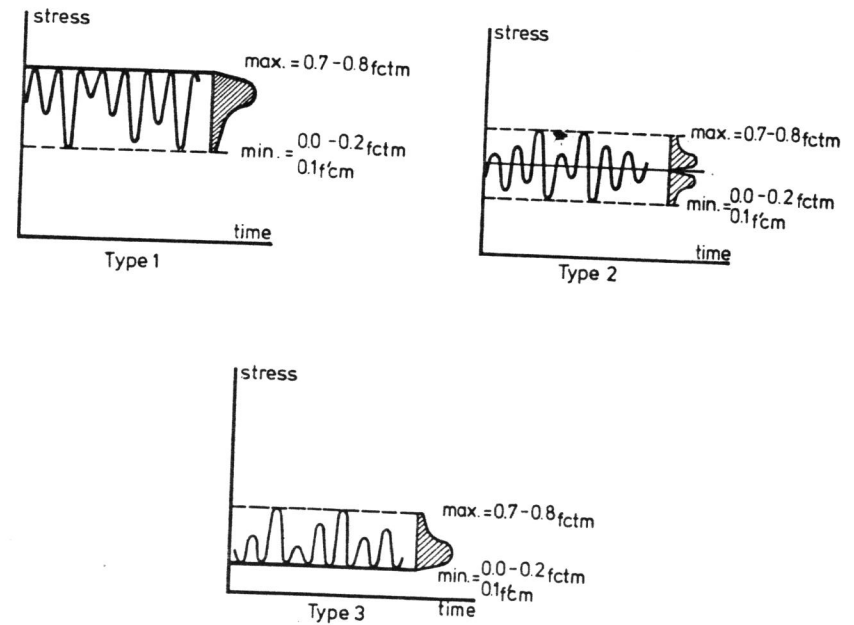 stress
max. = 0.7 - 0.8 fctm
min. = 0.0 - 0.2 fctm
0.1 f'cm
time
Type 1
stress
max. = 0.7 - 0.8 fctm
min. = 0.0 - 0.2 fctm
0.1 f'cm
time
Type 2
stress
max. = 0.7 - 0.8 fctm
min. = 0.0 - 0.2 fctm
0.1 f'cm
time
Type 3